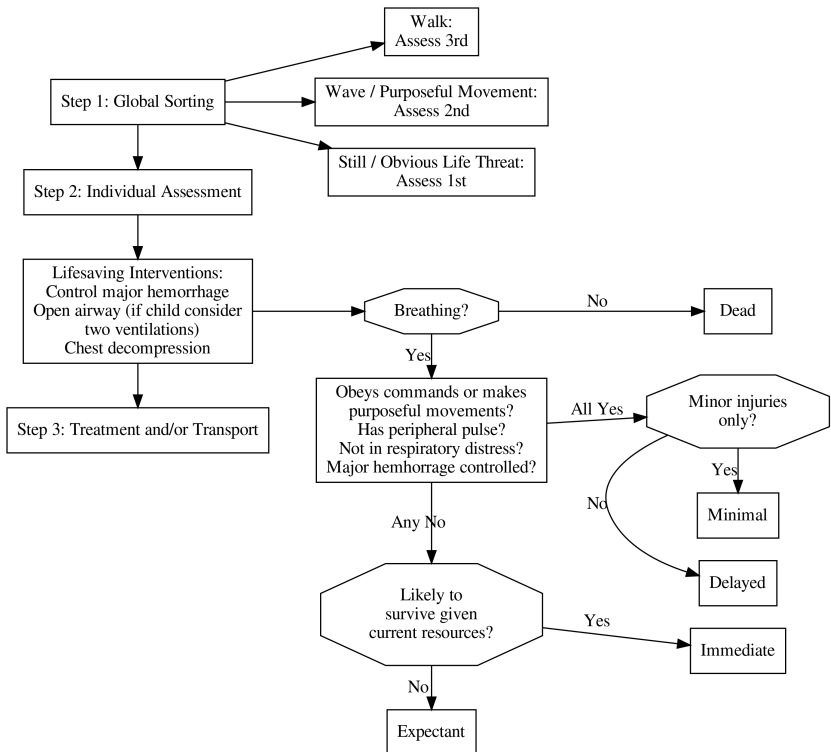 Walk:
Assess 3rd
Step 1: Global Sorting
Wave / Purposeful Movement:
Assess 2nd
Still / Obvious Life Threat:
Assess 1st
Step 2: Individual Assessment
Lifesaving Interventions:
Control major hemorrhage
Open airway (if child consider
two ventilations)
Chest decompression
Breathing?
No
Dead
Yes
Obeys commands or makes
purposeful movements?
Has peripheral pulse?
Not in respiratory distress?
Major hemhorrage controlled?
All Yes
Minor injuries
only?
Step 3: Treatment and/or Transport
Yes
Minimal
No
Delayed
Any No
Likely to
survive given
current resources?
Yes
Immediate
No
Expectant